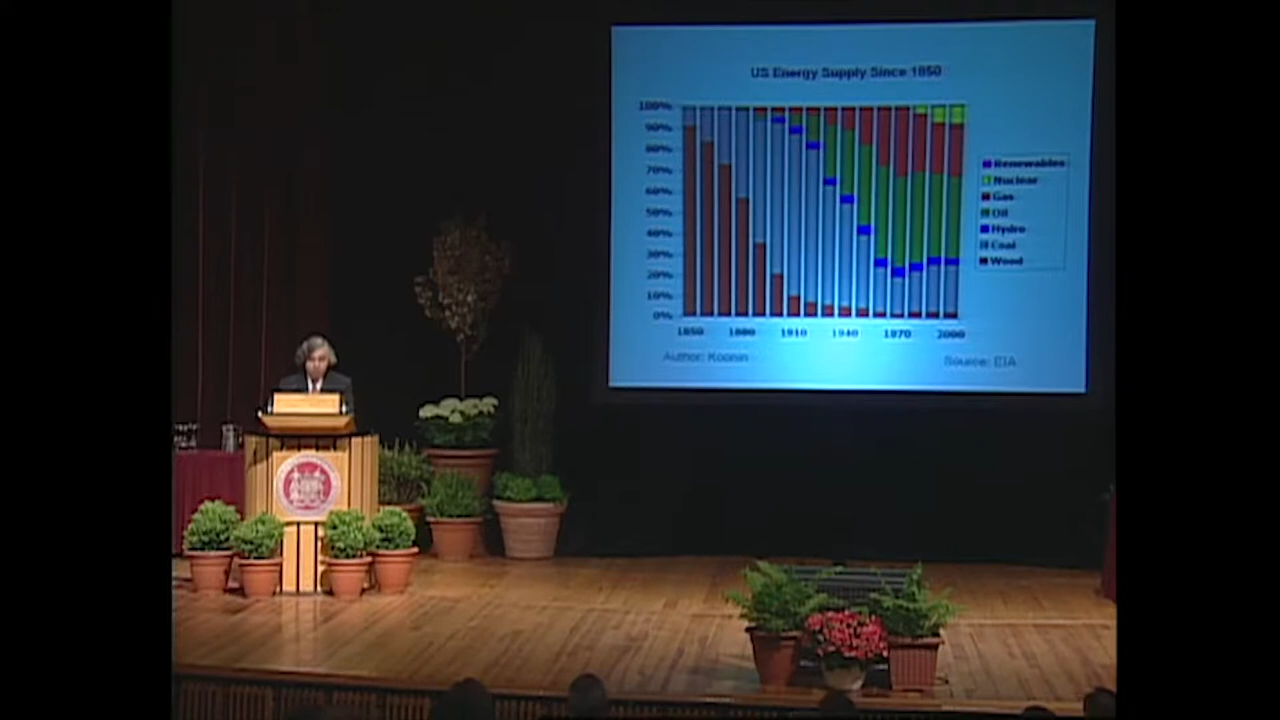 US Energy Supply Since 1850
100%
90%
80%
70%
60%
50%
40%
30%
20%
10%
0%
1850 1880 1910 1940 1970 2000
Renewables
Nuclear
Gas
Oil
Hydro
Coal
Wood
Author: Koonin
Source: EIA